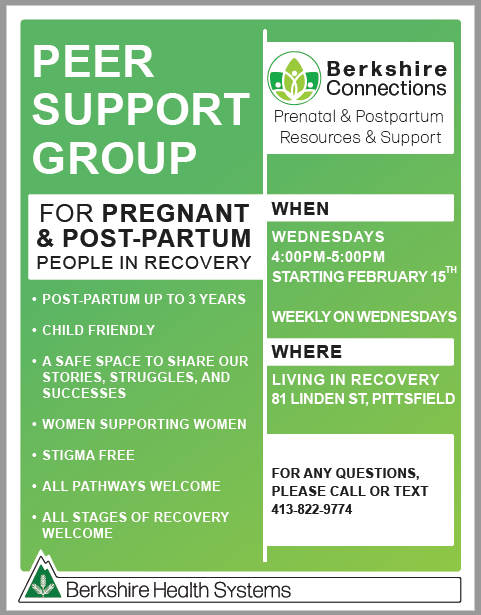 PEER
SUPPORT
GROUP
FOR PREGNANT
& POST-PARTUM
PEOPLE IN RECOVERY
• POST-PARTUM UP TO 3 YEARS
• CHILD FRIENDLY
• A SAFE SPACE TO SHARE OUR
STORIES, STRUGGLES, AND
SUCCESSES
• WOMEN SUPPORTING WOMEN
• STIGMA FREE
• ALL PATHWAYS WELCOME
• ALL STAGES OF RECOVERY
WELCOME
Berkshire
Connections
Prenatal & Postpartum
Resources & Support
WHEN
WEDNESDAYS
4:00PM-5:00PM
STARTING FEBRUARY 15TH
WEEKLY ON WEDNESDAYS
WHERE
LIVING IN RECOVERY
81 LINDEN ST, PITTSFIELD
FOR ANY QUESTIONS,
PLEASE CALL OR TEXT
413-822-9774
Berkshire Health Systems